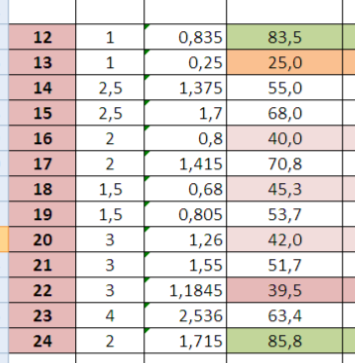 12 1 0,835 83,5
13 1 0,25 25,0
14 2,5 1,375 55,0
15 2,5 1,7 68,0
16 2 0,8 40,0
17 2 1,415 70,8
18 1,5 0,68 45,3
19 1,5 0,805 53,7
20 3 1,26 42,0
21 3 1,55 51,7
22 3 1,1845 39,5
23 4 2,536 63,4
24 2 1,715 85,8